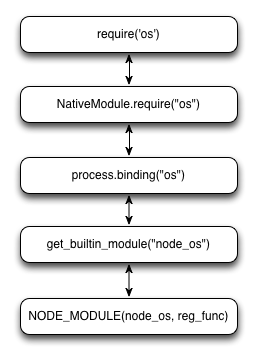 require('os')
NativeModule.require("os")
process.binding("os")
get_builtin_module("node_os")
NODE_MODULE(node_os, reg_func)